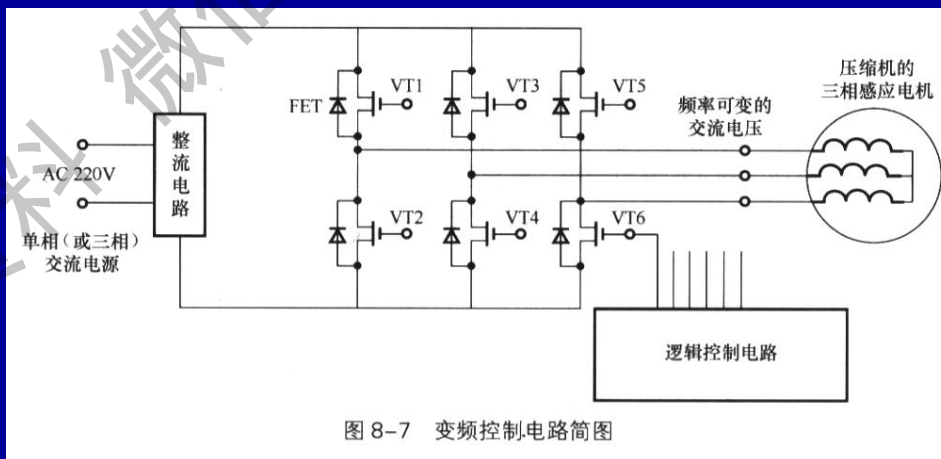 料 微信
压缩机的
三相感应电机
VT1
VT3
VT5
FET
频率可变的
交流电压
整流电路
AC 220V
VT2
VT4
VT6
单相(或三相)
交流电源
逻辑控制电路
图 8-7 变频控制电路简图